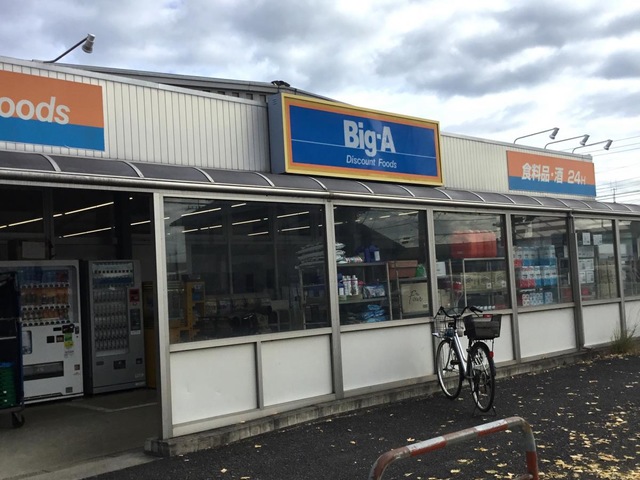 oods
Big-A
Discount Foods
食料品・酒 24H